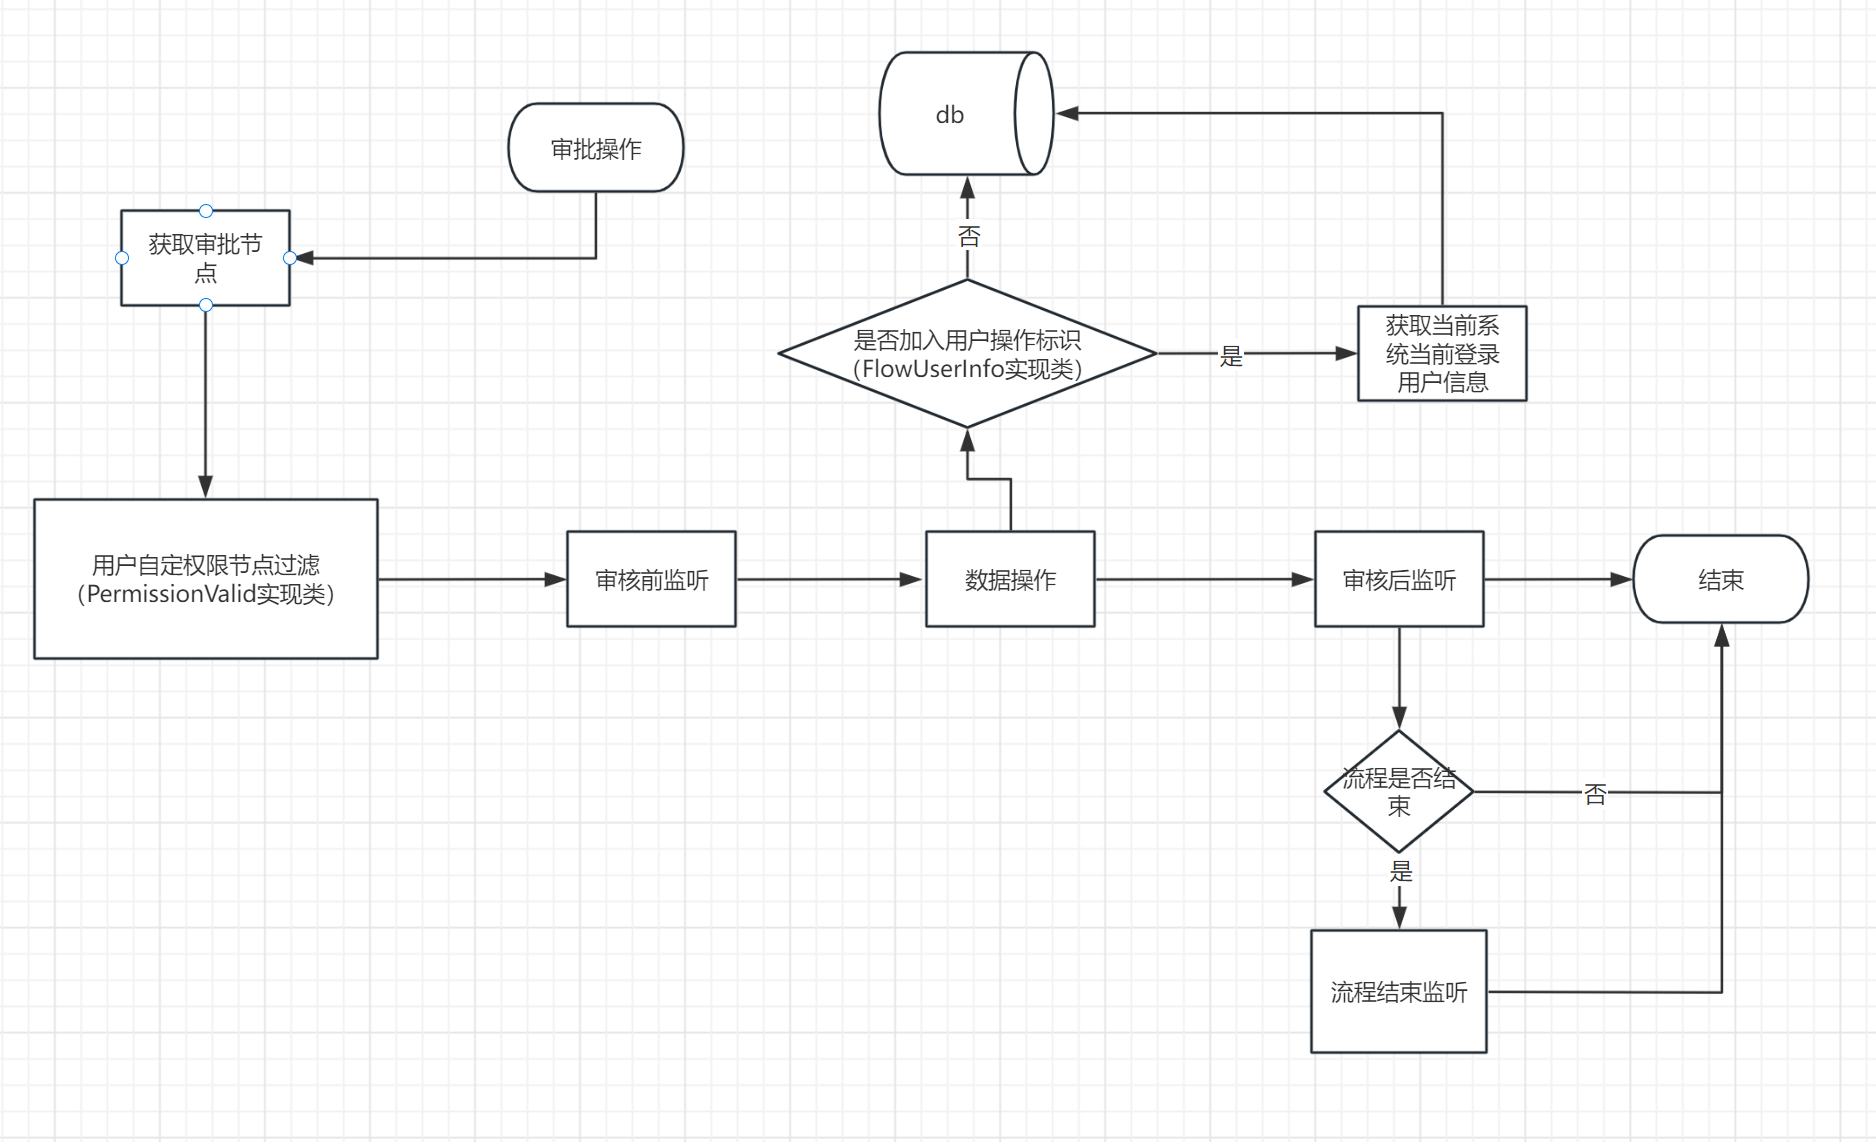 db
审批操作
获取审批节
点
否
是否加入用户操作标识
（FlowUserInfo实现类）
是
获取当前系
统当前登录
用户信息
用户自定权限节点过滤
（PermissionValid实现类）
审核前监听
数据操作
审核后监听
结束
流程是否结
束
否
是
流程结束监听